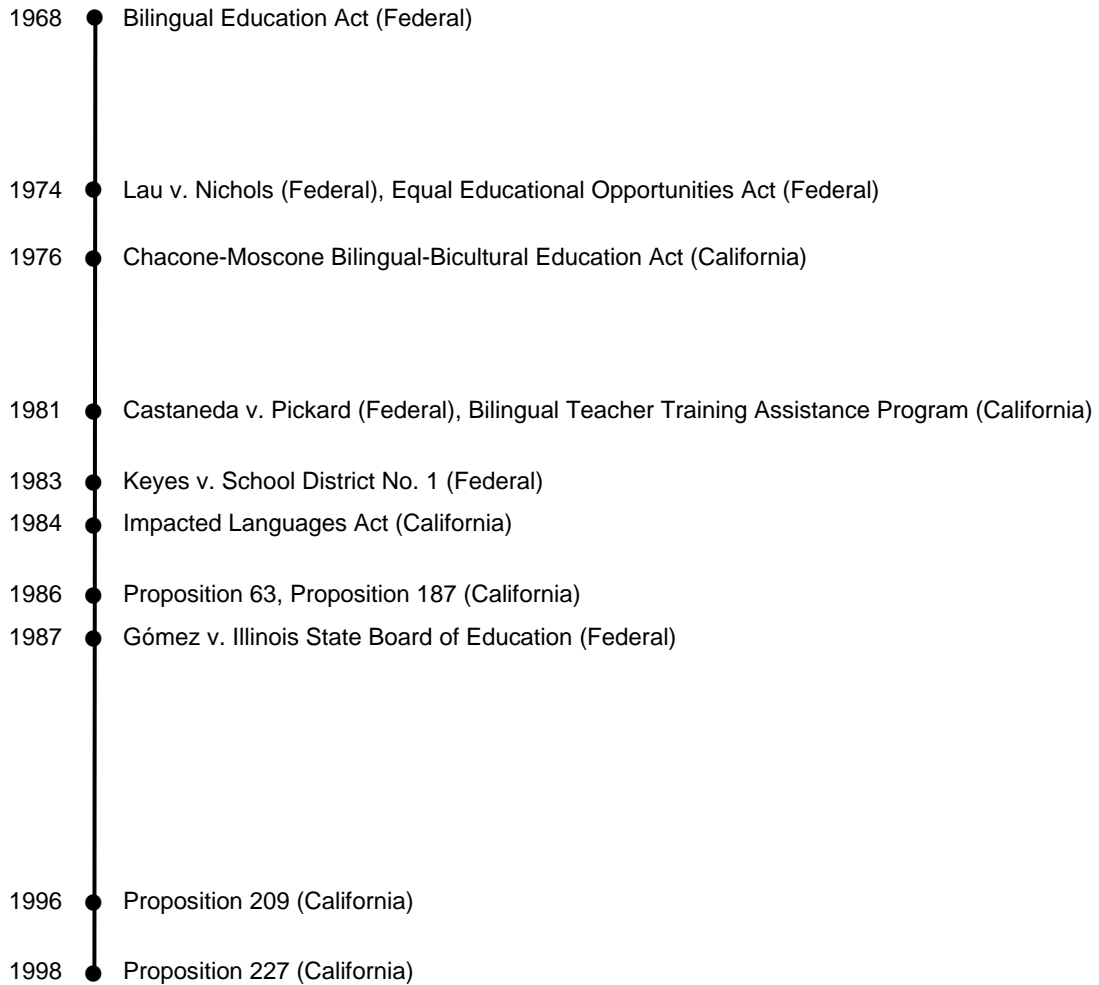 1968 Bilingual Education Act (Federal)
1974 Lau v. Nichols (Federal), Equal Educational Opportunities Act (Federal)
1976 Chacone-Moscone Bilingual-Bicultural Education Act (California)
1981 Castaneda v. Pickard (Federal), Bilingual Teacher Training Assistance Program (California)
1983 Keyes v. School District No. 1 (Federal)
1984 Impacted Languages Act (California)
1986 Proposition 63, Proposition 187 (California)
1987 Gómez v. Illinois State Board of Education (Federal)
1996 Proposition 209 (California)
1998 Proposition 227 (California)